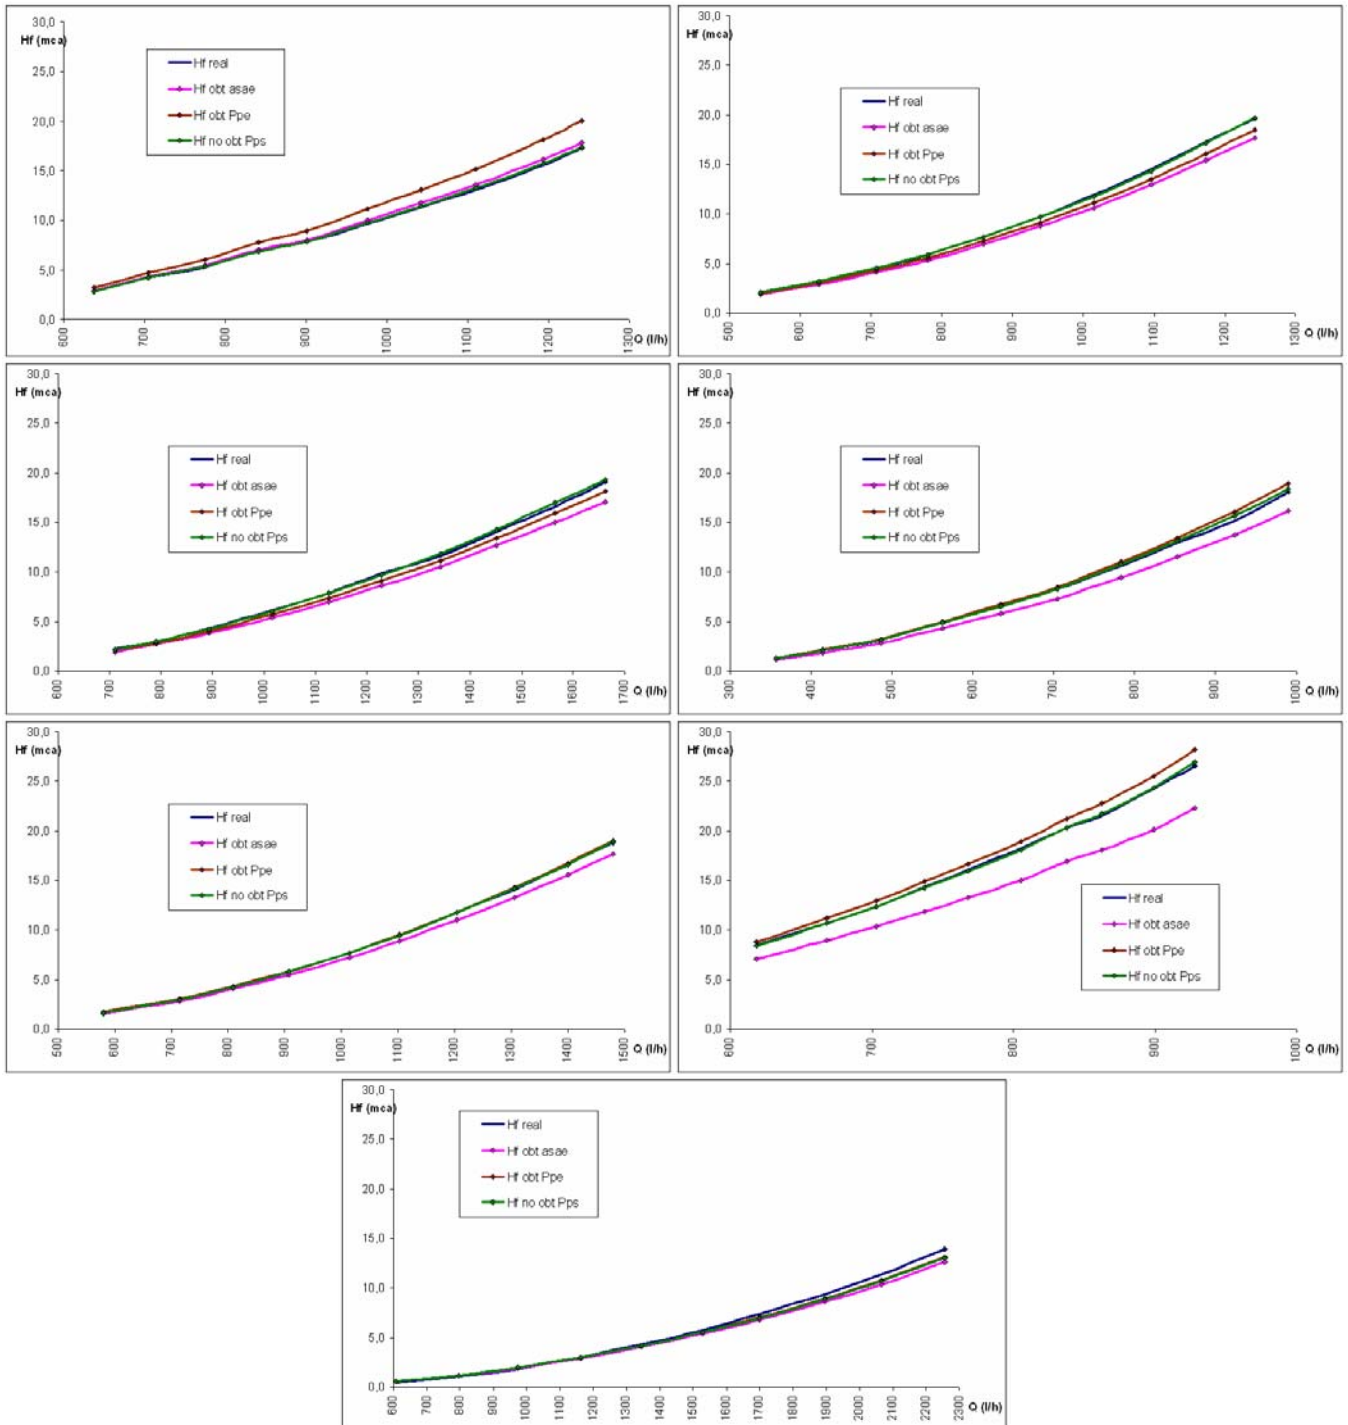 30,0
Hf (mca)
25,0
20,0
15,0
10,0
5,0
0,0
Hf real
Hf obt asae
Hf obt Ppe
Hf no obt Pps
600
700
800
900
1000
1100
1200
1300
Q (l/h)
30,0
Hf (mca)
25,0
20,0
15,0
10,0
5,0
0,0
Hf real
Hf obt asae
Hf obt Ppe
Hf no obt Pps
500
600
700
800
900
1000
1100
1200
1300
Q (l/h)
30,0
Hf (mca)
25,0
20,0
15,0
10,0
5,0
0,0
Hf real
Hf obt asae
Hf obt Ppe
Hf no obt Pps
600
700
800
900
1000
1100
1200
1300
1400
1500
1600
1700
Q (l/h)
30,0
Hf (mca)
25,0
20,0
15,0
10,0
5,0
0,0
Hf real
Hf obt asae
Hf obt Ppe
Hf no obt Pps
300
400
500
600
700
800
900
1000
Q (l/h)
30,0
Hf (mca)
25,0
20,0
15,0
10,0
5,0
0,0
Hf real
Hf obt asae
Hf obt Ppe
Hf no obt Pps
500
600
700
800
900
1000
1100
1200
1300
1400
1500
Q (l/h)
30,0
Hf (mca)
25,0
20,0
15,0
10,0
5,0
0,0
Hf real
Hf obt asae
Hf obt Ppe
Hf no obt Pps
600
700
800
900
1000
Q (l/h)
30,0
Hf (mca)
25,0
20,0
15,0
10,0
5,0
0,0
Hf real
Hf obt asae
Hf obt Ppe
Hf no obt Pps
600
700
800
900
1000
1100
1200
1300
1400
1500
1600
1700
1800
1900
2000
2100
2200
2300
Q (l/h)